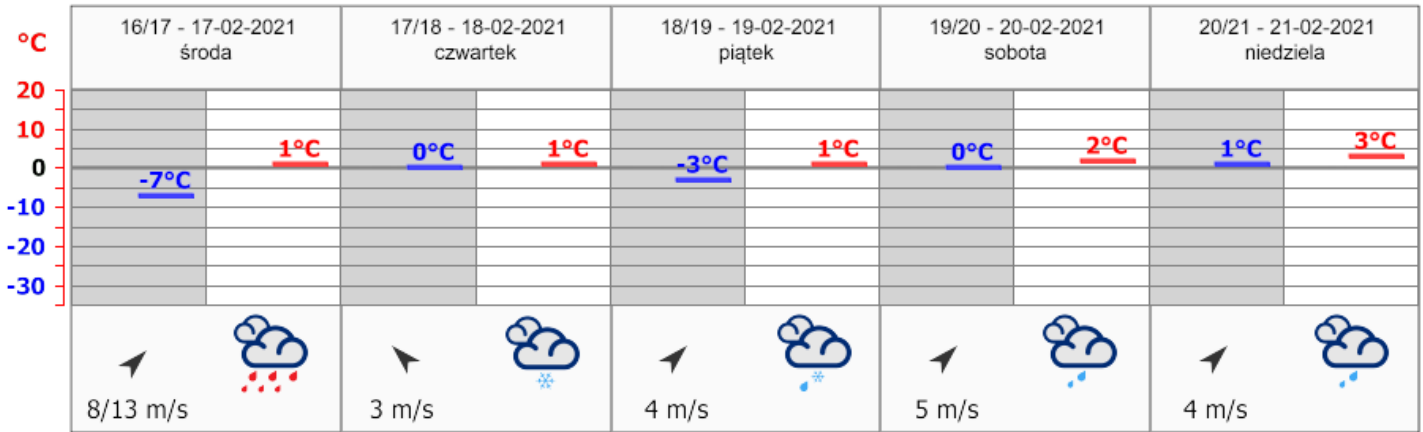 °C
16/17 - 17-02-2021
środa
17/18 - 18-02-2021
czwartek
18/19 - 19-02-2021
piątek
19/20 - 20-02-2021
sobota
20/21 - 21-02-2021
niedziela
20
10
0
-10
-20
-30
-7°C
1°C
0°C
1°C
-3°C
1°C
0°C
2°C
1°C
3°C
8/13 m/s
3 m/s
4 m/s
5 m/s
4 m/s